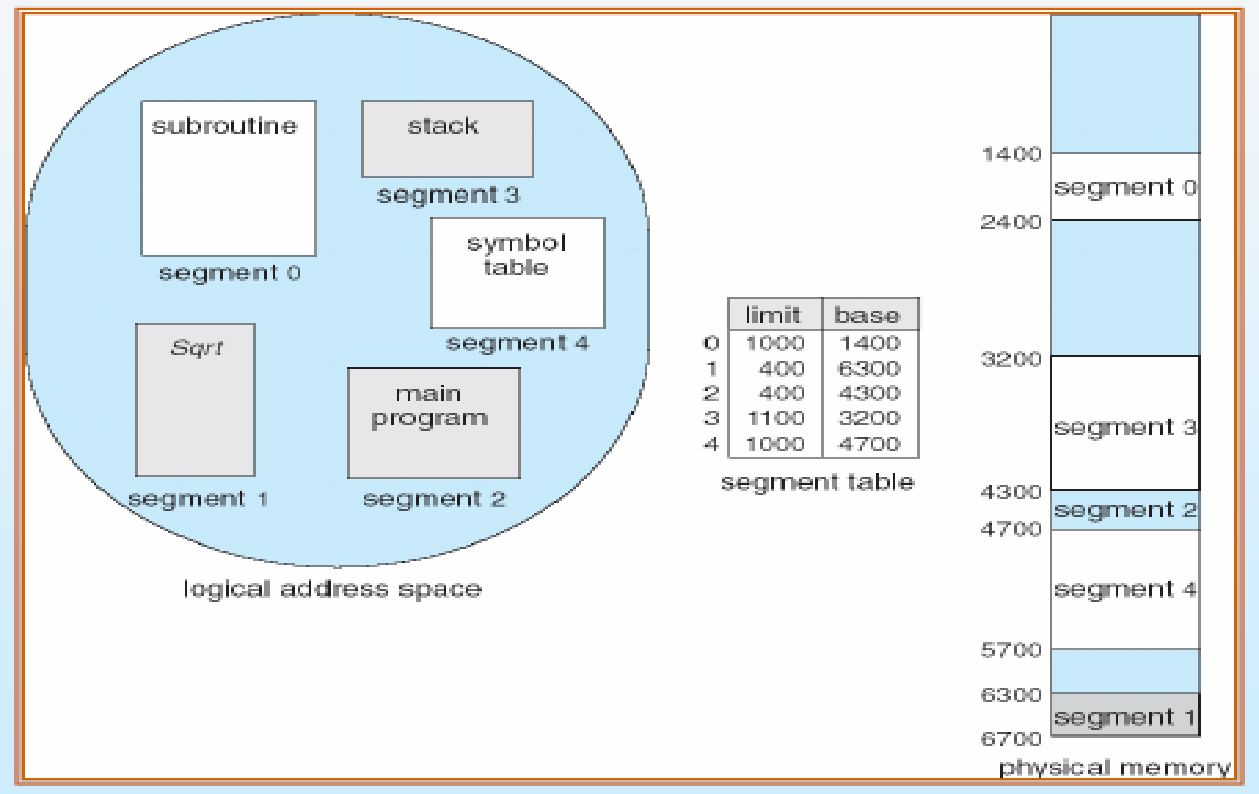 subroutine
segment 0
stack
segment 3
symbol
table
segment 4
Sqrt
segment 1
main
program
segment 2
logical address space
limit base
0 1000 1400
1 400 6300
2 400 4300
3 1100 3200
4 1000 4700
segment table
1400
segment 0
2400
3200
segment 3
4300
segment 2
4700
segment 4
5700
6300
segment 1
6700
physical memory